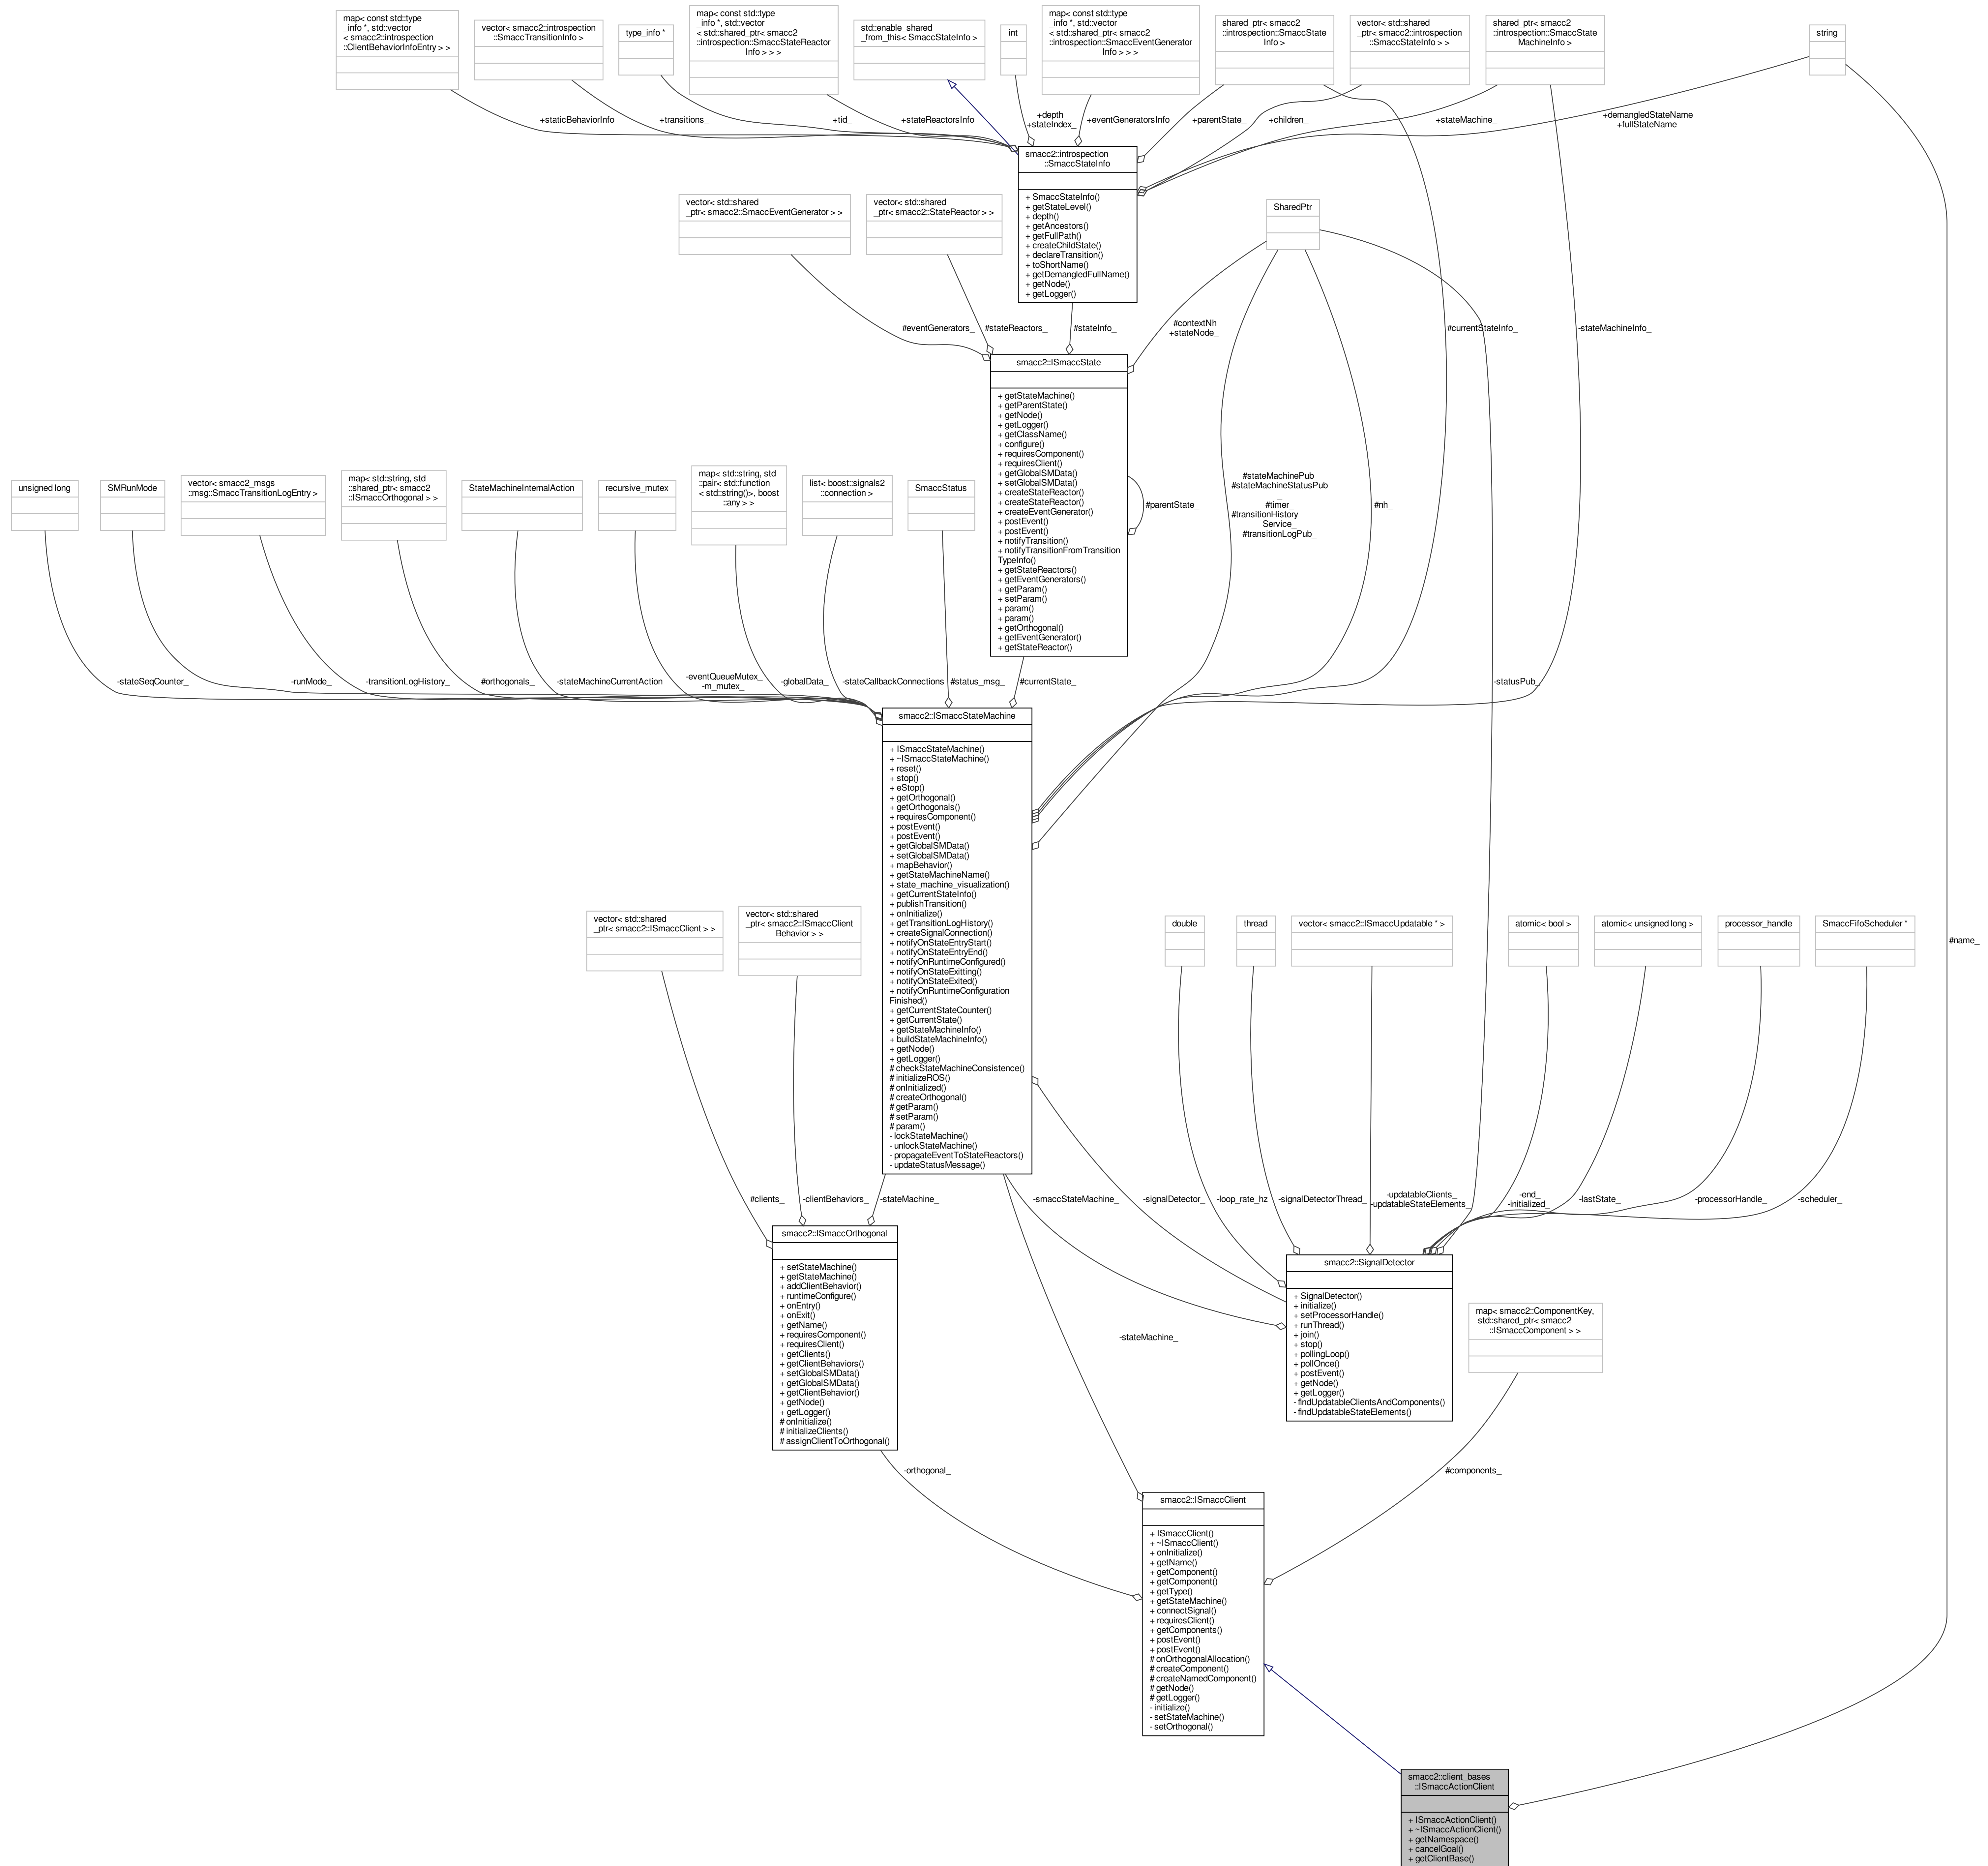 map< const std::type
_info *, std::vector
< smacc2::introspection
::ClientBehaviorInfoEntry > >
vector< smacc2::introspection
::SmaccTransitionInfo >
type_info *
map< const std::type
_info *, std::vector
< std::shared_ptr< smacc2
::introspection::SmaccStateReactor
Info > > >
std::enable_shared
_from_this< SmaccStateInfo >
int
map< const std::type
_info *, std::vector
< std::shared_ptr< smacc2
::introspection::SmaccEventGenerator
Info > > >
shared_ptr< smacc2
::introspection::SmaccState
Info >
vector< std::shared
_ptr< smacc2::introspection
::SmaccStateInfo > >
shared_ptr< smacc2
::introspection::SmaccState
MachineInfo >
string
+staticBehaviorInfo
+transitions_
+tid_
+stateReactorsInfo
+depth_
+stateIndex_
+eventGeneratorsInfo
+parentState_
+children_
+stateMachine_
+demangledStateName
+fullStateName
smacc2::introspection
::SmaccStateInfo
+ SmaccStateInfo()
+ getStateLevel()
+ depth()
+ getAncestors()
+ getFullPath()
+ createChildState()
+ declareTransition()
+ toShortName()
+ getDemangledFullName()
+ getNode()
+ getLogger()
vector< std::shared
_ptr< smacc2::SmaccEventGenerator > >
vector< std::shared
_ptr< smacc2::StateReactor > >
SharedPtr
#eventGenerators_
#stateReactors_
#stateInfo_
#contextNh
+stateNode_
#currentStateInfo_
-stateMachineInfo_
smacc2::ISmaccState
+ getStateMachine()
+ getParentState()
+ getNode()
+ getLogger()
+ getClassName()
+ configure()
+ requiresComponent()
+ requiresClient()
+ getGlobalSMData()
+ setGlobalSMData()
+ createStateReactor()
+ createStateReactor()
+ createEventGenerator()
+ postEvent()
+ postEvent()
+ notifyTransition()
+ notifyTransitionFromTransition
TypeInfo()
+ getStateReactors()
+ getEventGenerators()
+ getParam()
+ setParam()
+ param()
+ param()
+ getOrthogonal()
+ getEventGenerator()
+ getStateReactor()
#parentState_
#stateMachinePub_
#stateMachineStatusPub
_
#timer_
#transitionHistory
Service_
#transitionLogPub_
#nh_
unsigned long
SMRunMode
vector< smacc2_msgs
::msg::SmaccTransitionLogEntry >
map< std::string, std
::shared_ptr< smacc2
::ISmaccOrthogonal > >
StateMachineInternalAction
recursive_mutex
map< std::string, std
::pair< std::function
< std::string()>, boost
::any > >
list< boost::signals2
::connection >
SmaccStatus
-stateSeqCounter_
-runMode_
-transitionLogHistory_
#orthogonals_
-stateMachineCurrentAction
-eventQueueMutex_
-m_mutex_
-globalData_
-stateCallbackConnections
#status_msg_
#currentState_
-statusPub_
smacc2::ISmaccStateMachine
+ ISmaccStateMachine()
+ ~ISmaccStateMachine()
+ reset()
+ stop()
+ eStop()
+ getOrthogonal()
+ getOrthogonals()
+ requiresComponent()
+ postEvent()
+ postEvent()
+ getGlobalSMData()
+ setGlobalSMData()
+ mapBehavior()
+ getStateMachineName()
+ state_machine_visualization()
+ getCurrentStateInfo()
+ publishTransition()
+ onInitialize()
+ getTransitionLogHistory()
+ createSignalConnection()
+ notifyOnStateEntryStart()
+ notifyOnStateEntryEnd()
+ notifyOnRuntimeConfigured()
+ notifyOnStateExitting()
+ notifyOnStateExited()
+ notifyOnRuntimeConfiguration
Finished()
+ getCurrentStateCounter()
+ getCurrentState()
+ getStateMachineInfo()
+ buildStateMachineInfo()
+ getNode()
+ getLogger()
# checkStateMachineConsistence()
# initializeROS()
# onInitialized()
# createOrthogonal()
# getParam()
# setParam()
# param()
- lockStateMachine()
- unlockStateMachine()
- propagateEventToStateReactors()
- updateStatusMessage()
vector< std::shared
_ptr< smacc2::ISmaccClient > >
vector< std::shared
_ptr< smacc2::ISmaccClient
Behavior > >
double
thread
vector< smacc2::ISmaccUpdatable * >
atomic< bool >
atomic< unsigned long >
processor_handle
SmaccFifoScheduler *
#name_
#clients_
-clientBehaviors_
-stateMachine_
-smaccStateMachine_
-signalDetector_
-loop_rate_hz
-signalDetectorThread_
-updatableClients_
-updatableStateElements_
-end_
-initialized_
-lastState_
-processorHandle_
-scheduler_
smacc2::ISmaccOrthogonal
+ setStateMachine()
+ getStateMachine()
+ addClientBehavior()
+ runtimeConfigure()
+ onEntry()
+ onExit()
+ getName()
+ requiresComponent()
+ requiresClient()
+ getClients()
+ getClientBehaviors()
+ setGlobalSMData()
+ getGlobalSMData()
+ getClientBehavior()
+ getNode()
+ getLogger()
# onInitialize()
# initializeClients()
# assignClientToOrthogonal()
smacc2::SignalDetector
+ SignalDetector()
+ initialize()
+ setProcessorHandle()
+ runThread()
+ join()
+ stop()
+ pollingLoop()
+ pollOnce()
+ postEvent()
+ getNode()
+ getLogger()
- findUpdatableClientsAndComponents()
- findUpdatableStateElements()
map< smacc2::ComponentKey,
std::shared_ptr< smacc2
::ISmaccComponent > >
-stateMachine_
-orthogonal_
#components_
smacc2::ISmaccClient
+ ISmaccClient()
+ ~ISmaccClient()
+ onInitialize()
+ getName()
+ getComponent()
+ getComponent()
+ getType()
+ getStateMachine()
+ connectSignal()
+ requiresClient()
+ getComponents()
+ postEvent()
+ postEvent()
# onOrthogonalAllocation()
# createComponent()
# createNamedComponent()
# getNode()
# getLogger()
- initialize()
- setStateMachine()
- setOrthogonal()
smacc2::client_bases
::ISmaccActionClient
+ ISmaccActionClient()
+ ~ISmaccActionClient()
+ getNamespace()
+ cancelGoal()
+ getClientBase()